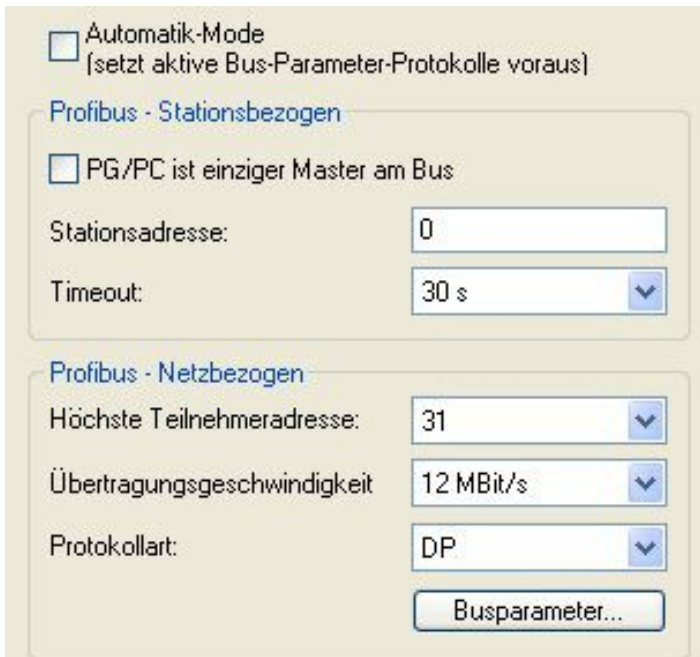 Automatik-Mode
(setzt aktive Bus-Parameter-Protokolle voraus)
Profibus - Stationsbezogen
PG/PC ist einziger Master am Bus
Stationsadresse: 0
Timeout: 30 s
Profibus - Netzbezogen
Höchste Teilnehmeradresse: 31
Übertragungsgeschwindigkeit 12 MBit/s
Protokollart: DP
Busparameter...